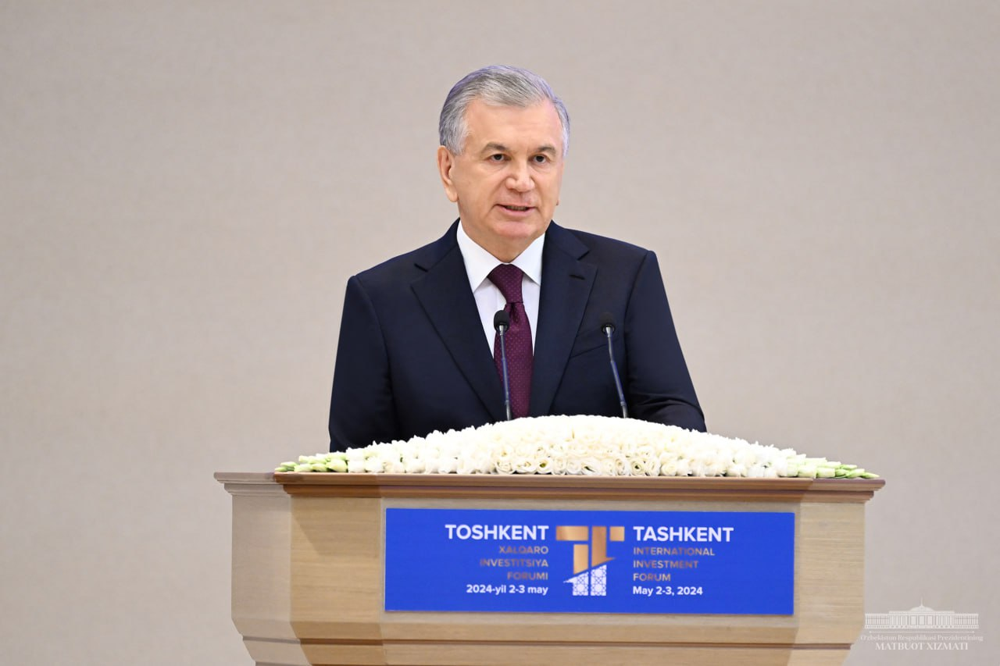 TOSHKENT
XALQARO
INVESTITSIYA
FORUMI
2024-yil 2-3 may
TASHKENT
INTERNATIONAL
INVESTMENT
FORUM
May 2-3, 2024
O'zbekiston Respublikasi Prezidentining
MATBUOT XIZMATI